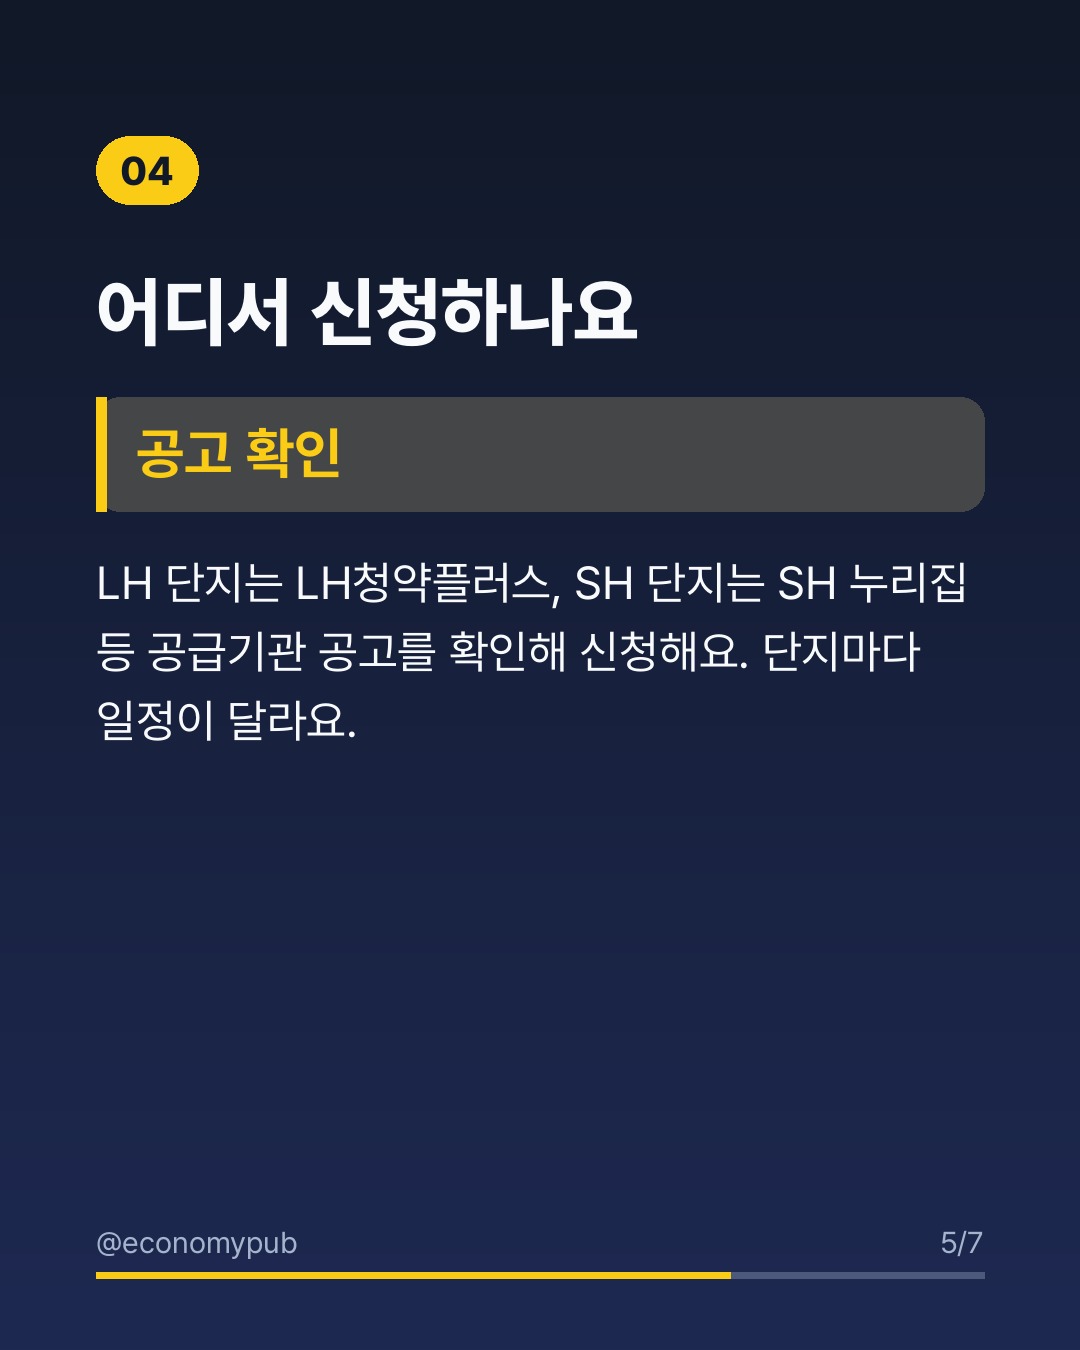 04
어디서 신청하나요
공고 확인
LH 단지는 LH청약플러스, SH 단지는 SH 누리집
등 공급기관 공고를 확인해 신청해요. 단지마다
일정이 달라요.
@economypub
5/7